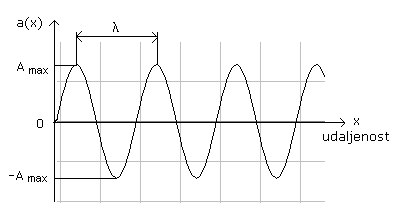 a(x)
λ
A max
0
x
udaljenost
-A max